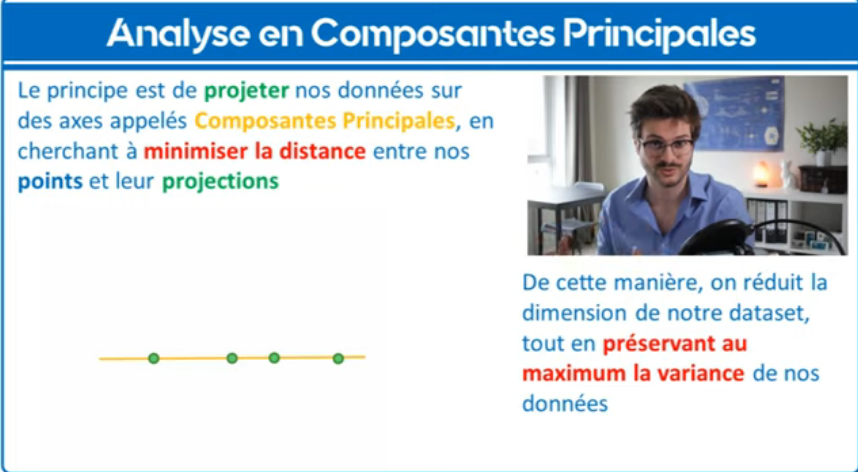 Analyse en Composantes Principales
Le principe est de projeter nos données sur
des axes appelés Composantes Principales, en
cherchant à minimiser la distance entre nos
points et leur projections
De cette manière, on réduit la
dimension de notre dataset,
tout en préservant au
maximum la variance de nos
données